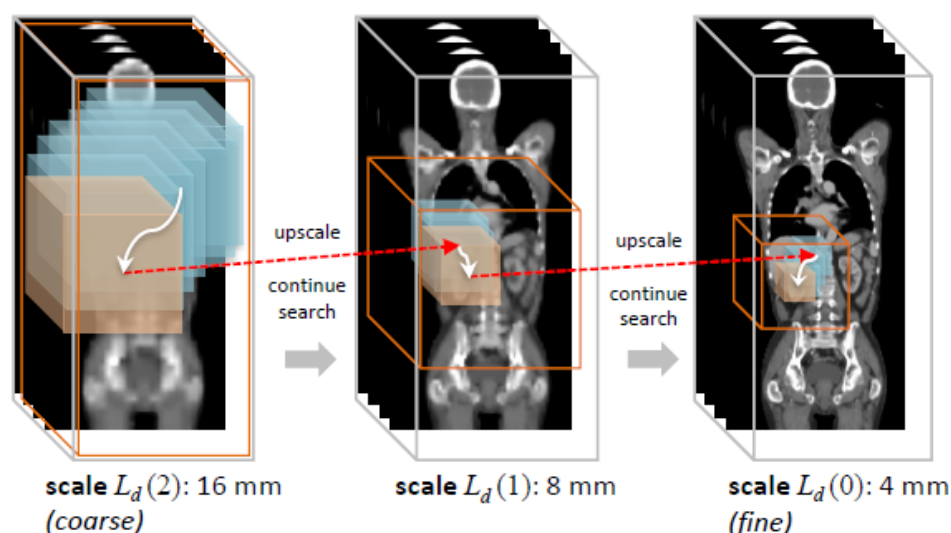 upscale
continue
search
upscale
continue
search
scale L_d(2): 16 mm
(coarse)
scale L_d(1): 8 mm
scale L_d(0): 4 mm
(fine)